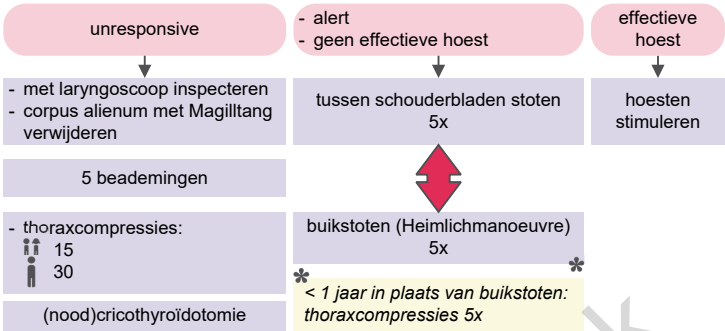 unresponsive
- met laryngoscoop inspecteren
- corpus alienum met Magilltang
verwijderen
5 beademingen
- thoraxcompressies:
15
30
(nood)cricothyroïdotomie
- alert
- geen effectieve hoest
tussen schouderbladen stoten
5x
buikstoten (Heimlichmanoeuvre)
5x
* *
< 1 jaar in plaats van buikstoten:
thoraxcompressies 5x
effectieve
hoest
hoesten
stimuleren